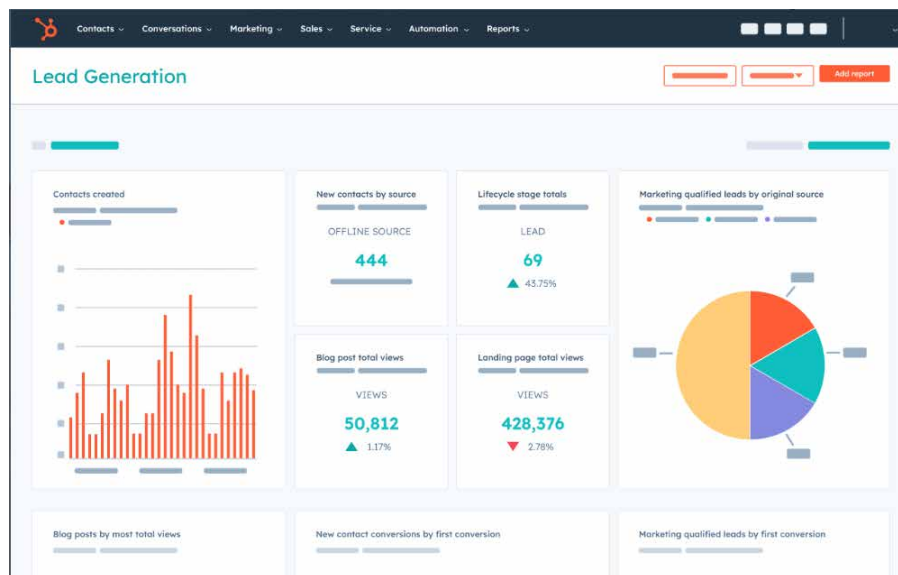 Contacts Conversations Marketing Sales Service Automation Reports
Lead Generation
Add report
Contacts created
New contacts by source
OFFLINE SOURCE
444
Lifecycle stage totals
LEAD
69
43.75%
Marketing qualified leads by original source
Blog post total views
VIEWS
50,812
1.17%
Landing page total views
VIEWS
428,376
2.78%
Blog posts by most total views
New contact conversions by first conversion
Marketing qualified leads by first conversion